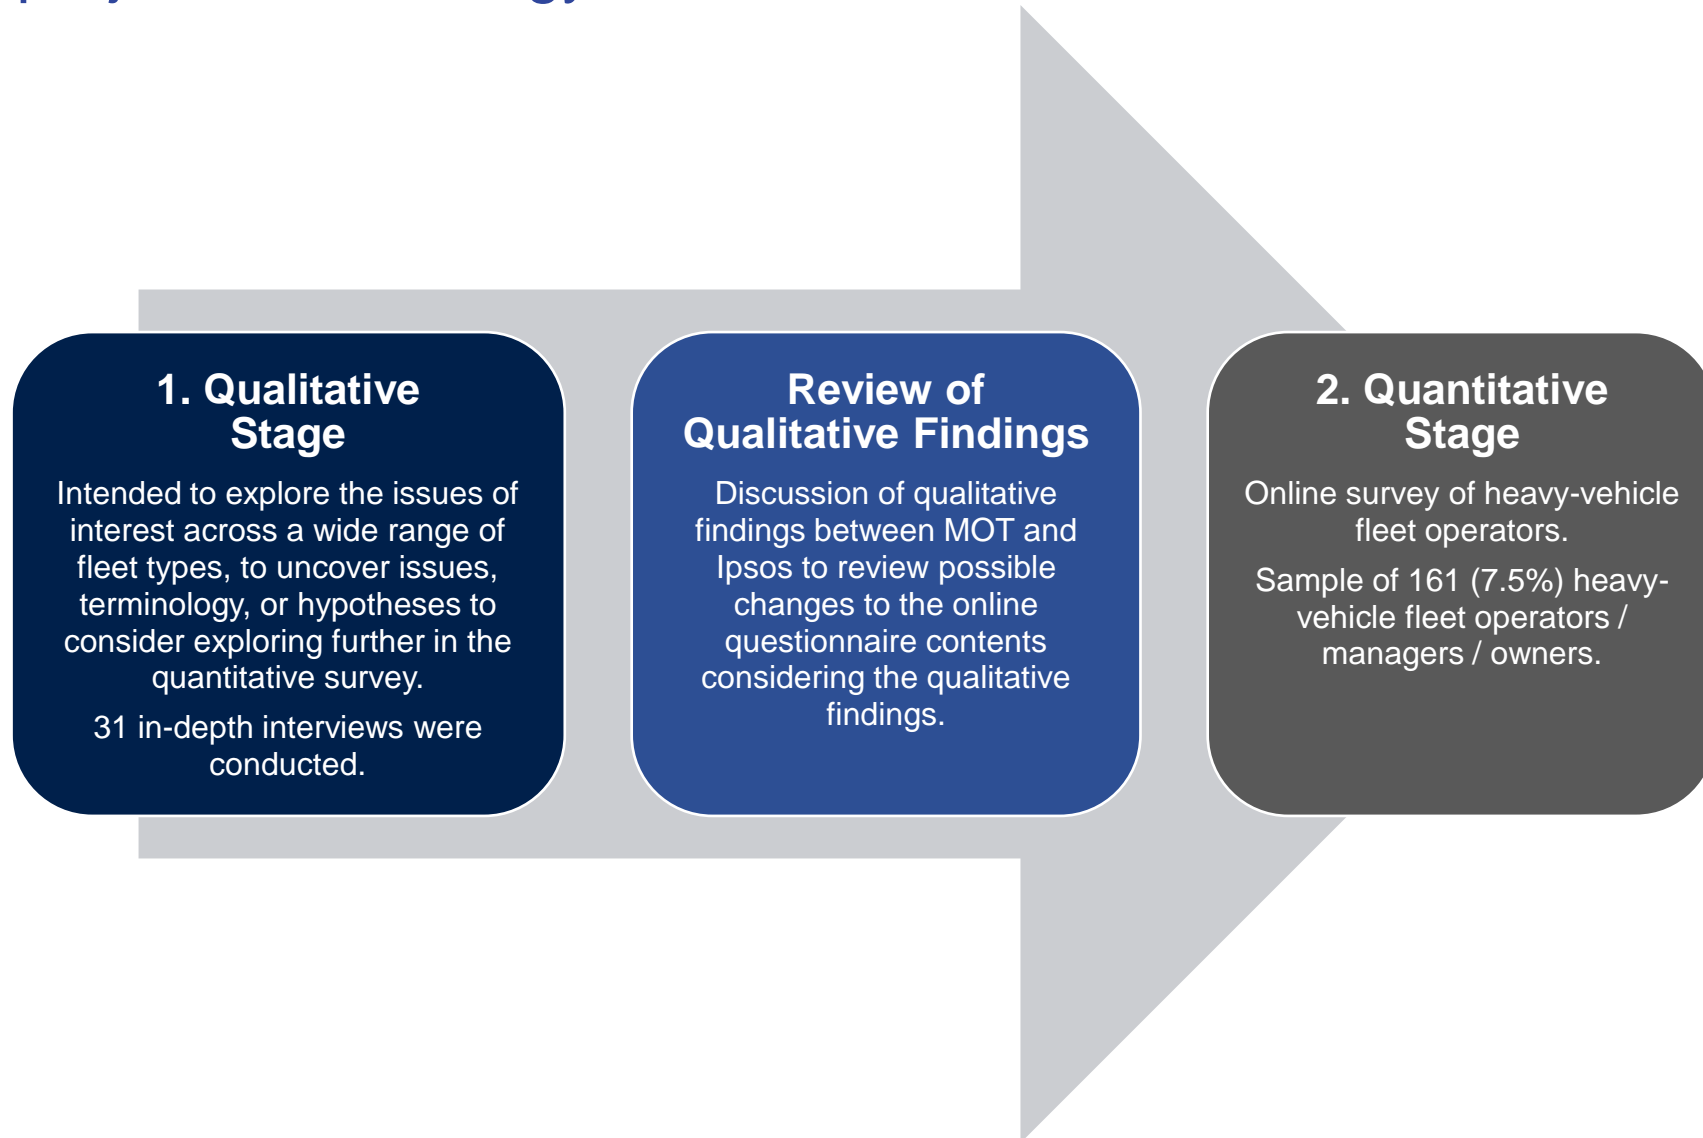 1. Qualitative
Stage
Intended to explore the issues of
interest across a wide range of
fleet types, to uncover issues,
terminology, or hypotheses to
consider exploring further in the
quantitative survey.
31 in-depth interviews were
conducted.
Review of
Qualitative Findings
Discussion of qualitative
findings between MOT and
Ipsos to review possible
changes to the online
questionnaire contents
considering the qualitative
findings.
2. Quantitative
Stage
Online survey of heavy-vehicle
fleet operators.
Sample of 161 (7.5%) heavy-
vehicle fleet operators /
managers / owners.